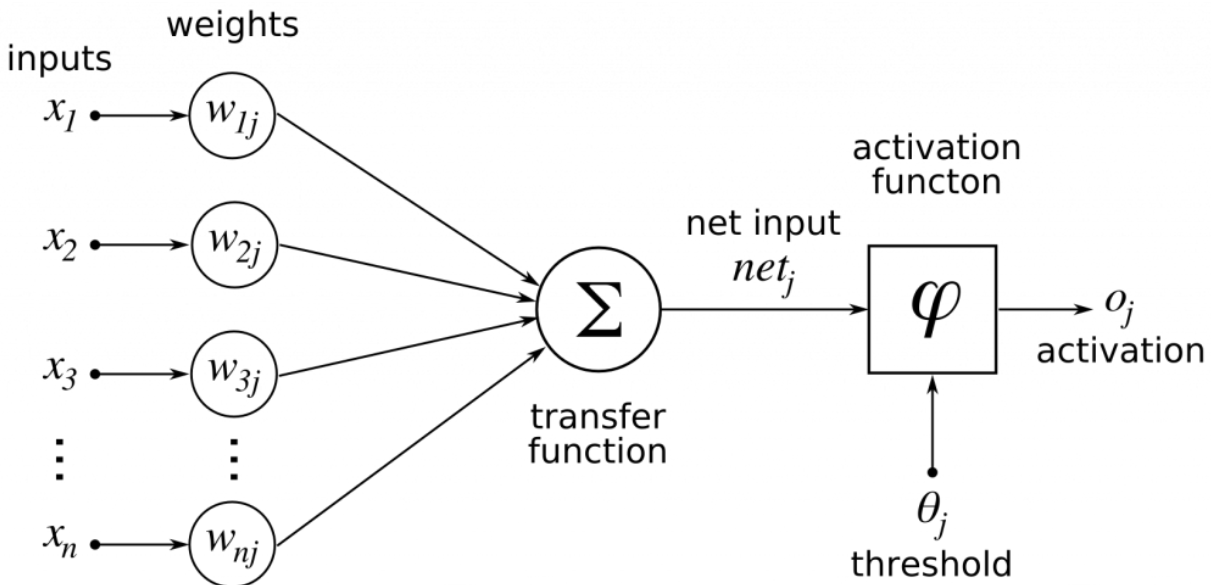 weights
inputs
x₁
w₁ⱼ
activation
functon
x₂
w₂ⱼ
net input
netⱼ
Σ
φ
oⱼ
activation
x₃
w₃ⱼ
transfer
function
⋮
⋮
θⱼ
threshold
xₙ
wₙⱼ